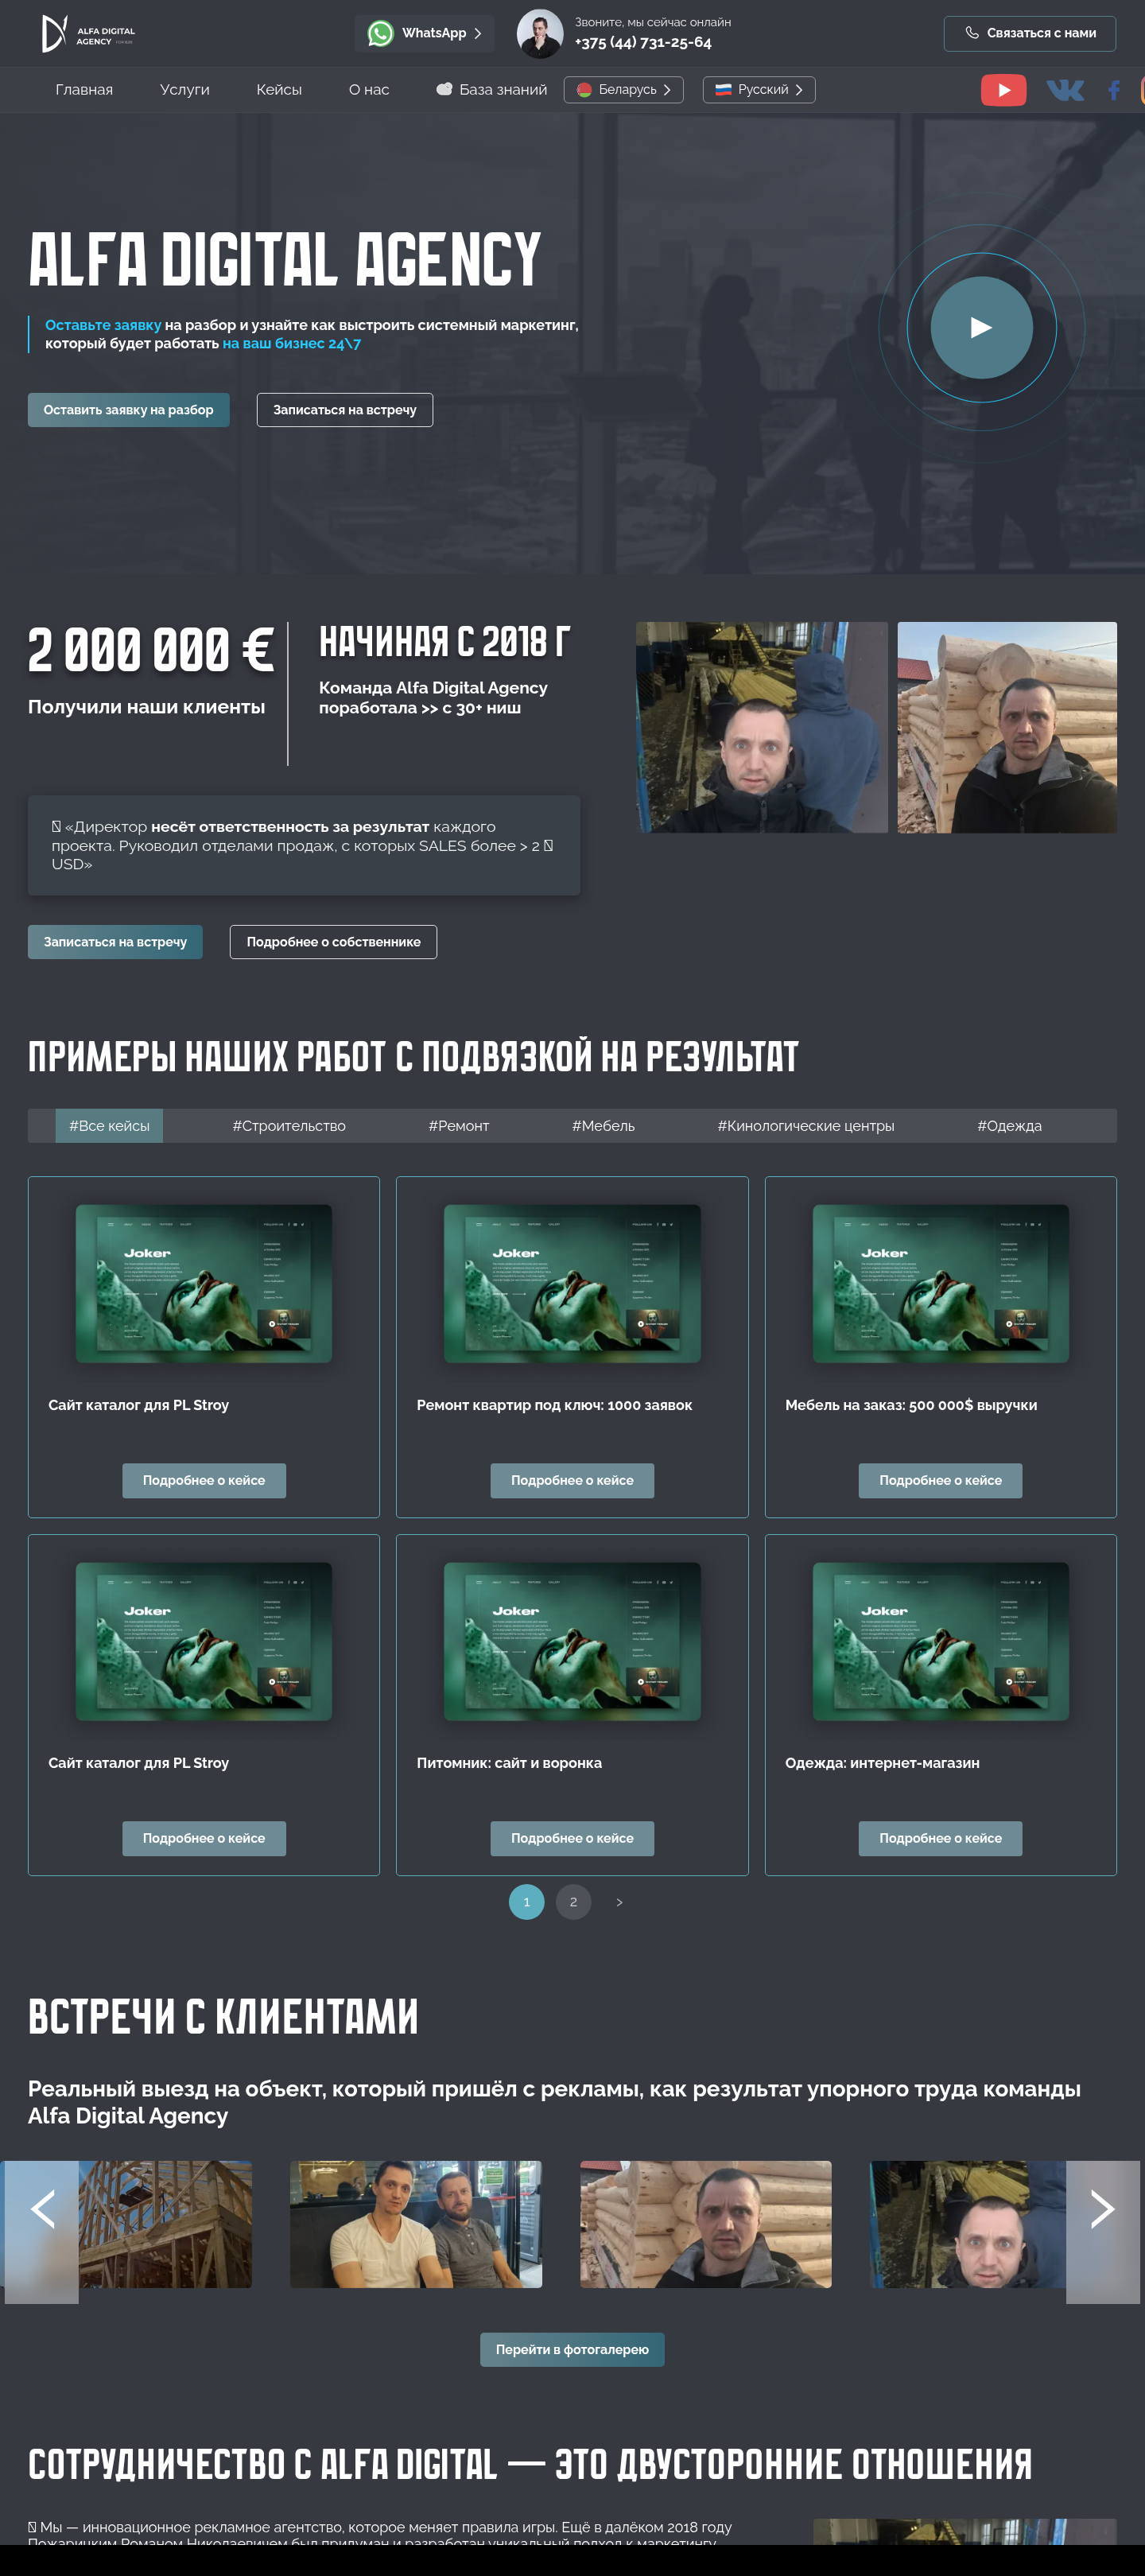 ALFA DIGITAL
AGENCY
WhatsApp
Звоните, мы сейчас онлайн
+375 (44) 731-25-64
Связаться с нами
Главная
Услуги
Кейсы
О нас
База знаний
Беларусь
Русский
ALFA DIGITAL AGENCY
Оставьте заявку на разбор и узнайте как выстроить системный маркетинг,
который будет работать на ваш бизнес 24\7
Оставить заявку на разбор
Записаться на встречу
2 000 000 €
Получили наши клиенты
НАЧИНАЯ С 2018 Г
Команда Alfa Digital Agency
поработала >> с 30+ ниш
«Директор несёт ответственность за результат каждого
проекта. Руководил отделами продаж, с которых SALES более > 2
USD»
Записаться на встречу
Подробнее о собственнике
ПРИМЕРЫ НАШИХ РАБОТ С ПОДВЯЗКОЙ НА РЕЗУЛЬТАТ
#Все кейсы
#Строительство
#Ремонт
#Мебель
#Кинологические центры
#Одежда
Joker
Joker
Joker
Сайт каталог для PL Stroy
Ремонт квартир под ключ: 1000 заявок
Мебель на заказ: 500 000$ выручки
Подробнее о кейсе
Подробнее о кейсе
Подробнее о кейсе
Joker
Joker
Joker
Сайт каталог для PL Stroy
Питомник: сайт и воронка
Одежда: интернет-магазин
Подробнее о кейсе
Подробнее о кейсе
Подробнее о кейсе
1
2
>
ВСТРЕЧИ С КЛИЕНТАМИ
Реальный выезд на объект, который пришёл с рекламы, как результат упорного труда команды
Alfa Digital Agency
Перейти в фотогалерею
СОТРУДНИЧЕСТВО С ALFA DIGITAL — ЭТО ДВУСТОРОННИЕ ОТНОШЕНИЯ
Мы — инновационное рекламное агентство, которое меняет правила игры. Ещё в далёком 2018 году
Пожарицким Романом Николаевичем был придуман и разработан уникальный подход к маркетингу